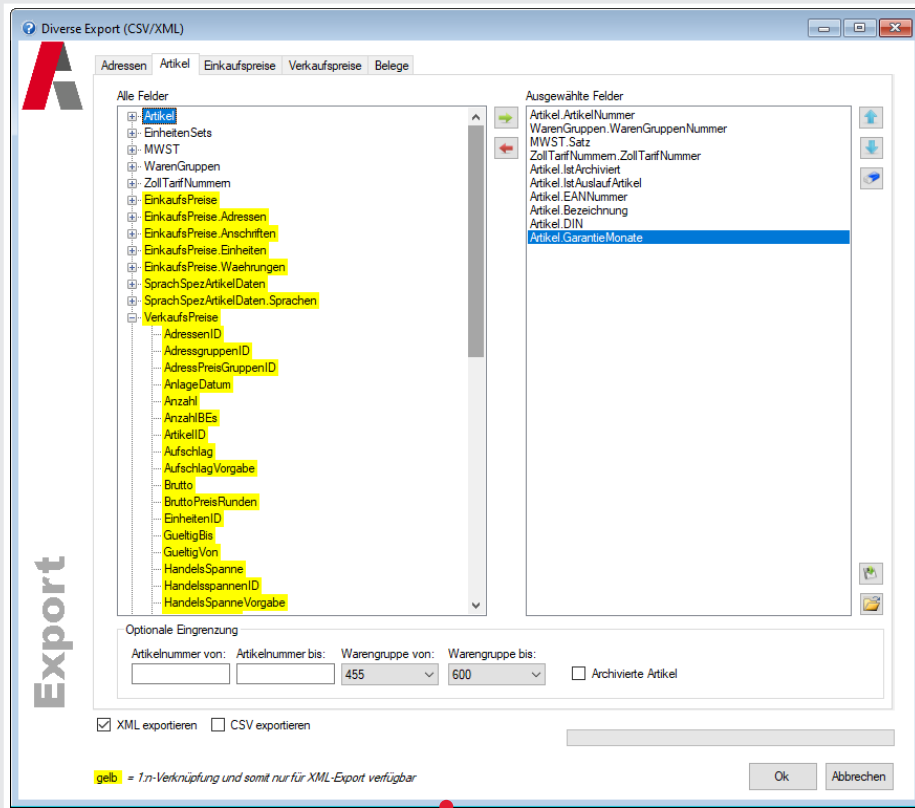 Diverse Export (CSV/XML)
Adressen Artikel Einkaufspreise Verkaufspreise Belege
Alle Felder
Artikel
EinheitenSets
MWST
WarenGruppen
ZollTarifNummern
EinkaufsPreise
EinkaufsPreise.Adressen
EinkaufsPreise.Anschriften
EinkaufsPreise.Einheiten
EinkaufsPreise.Waehrungen
SprachSpezArtikelDaten
SprachSpezArtikelDaten.Sprachen
VerkaufsPreise
AdressenID
AdressgruppenID
AdressPreisGruppenID
AnlageDatum
Anzahl
AnzahlBEs
ArtikelID
Aufschlag
AufschlagVorgabe
Brutto
BruttoPreisRunden
EinheitenID
GueltigBis
GueltigVon
HandelsSpanne
HandelsspannenID
HandelsSpanneVorgabe
Ausgewählte Felder
Artikel.ArtikelNummer
WarenGruppen.WarenGruppenNummer
MWST.Satz
ZollTarifNummern.ZollTarifNummer
Artikel.IstArchiviert
Artikel.IstAuslaufArtikel
Artikel.EANNummer
Artikel.Bezeichnung
Artikel.DIN
Artikel.GarantieMonate
Export
Optionale Eingrenzung
Artikelnummer von: Artikelnummer bis: Warengruppe von: Warengruppe bis:
455 600 Archivierte Artikel
XML exportieren CSV exportieren
gelb = 1:n-Verknüpfung und somit nur für XML-Export verfügbar
Ok Abbrechen